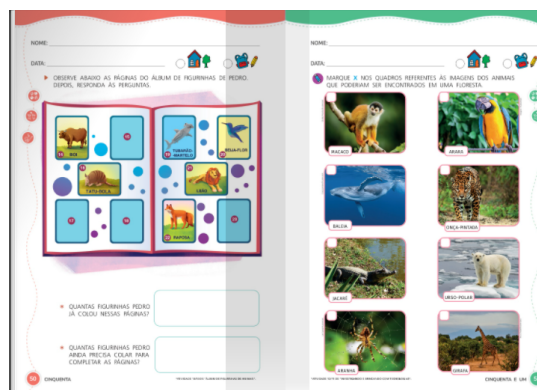 NOME:
DATA:
OBSERVE ABAIXO AS PÁGINAS DO ÁLBUM DE FIGURINHAS DE PEDRO.
DEPOIS, RESPONDA ÀS PERGUNTAS.
BOI
TATU-BOLA
TUBARÃO-
MARTELO
BEIJA-FLOR
LEÃO
RAPOSA
QUANTAS FIGURINHAS PEDRO
JÁ COLOU NESSAS PÁGINAS?
QUANTAS FIGURINHAS PEDRO
AINDA PRECISA COLAR PARA
COMPLETAR AS PÁGINAS?
50
CINQUENTA
NOME:
DATA:
MARQUE X NOS QUADROS REFERENTES ÀS IMAGENS DOS ANIMAIS
QUE PODERIAM SER ENCONTRADOS EM UMA FLORESTA.
MACACO
ARARA
BALEIA
ONÇA-PINTADA
JACARÉ
URSO-POLAR
ARANHA
GIRAFA
CINQUENTA E UM